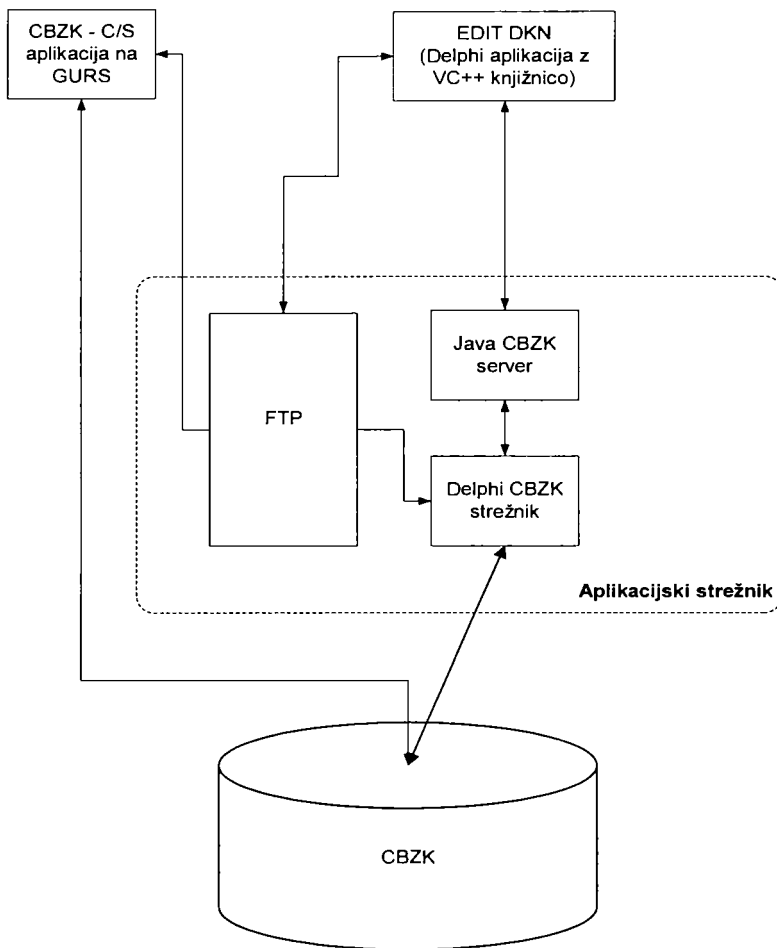 CBZK - C/S
aplikacija na
GURS
EDIT DKN
(Delphi aplikacija z
VC++ knjižnico)
FTP
Java CBZK
server
Delphi CBZK
strežnik
Aplikacijski strežnik
CBZK